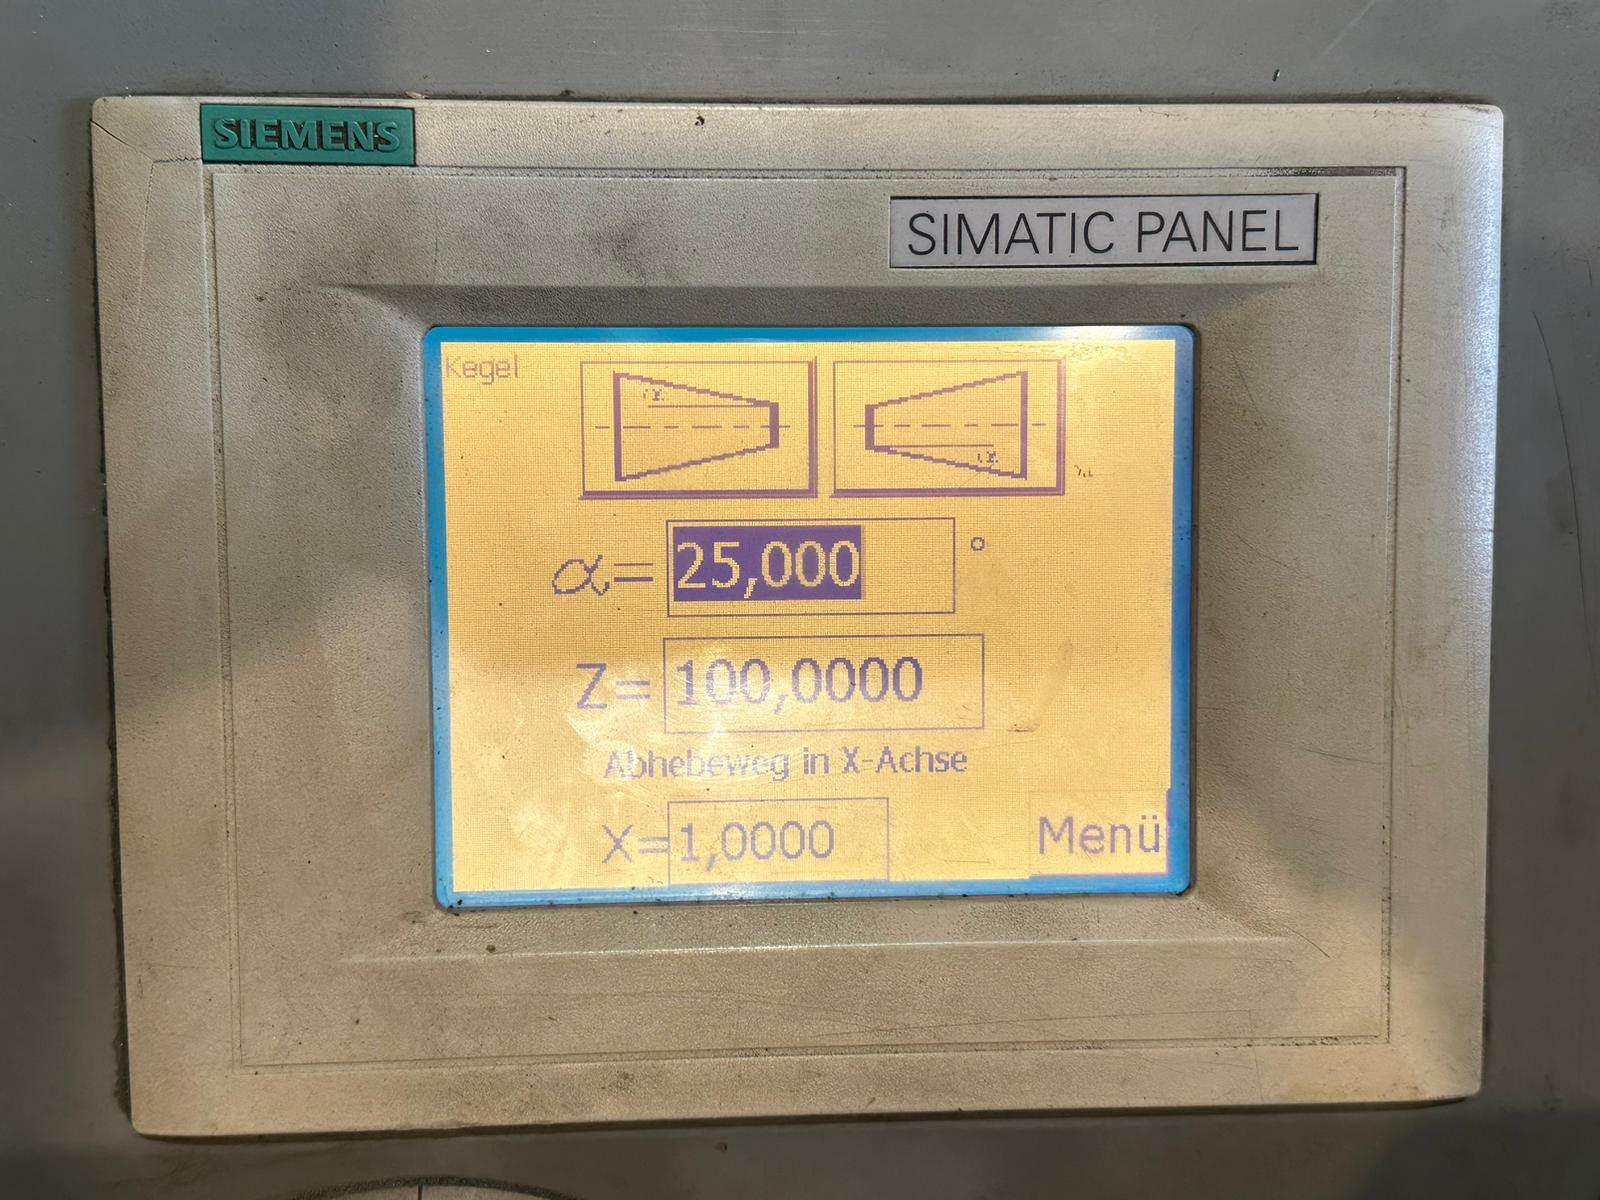 SIEMENS
SIMATIC PANEL
Kegel
α= 25,000 °
Z= 100,0000
Abhebeweg in X-Achse
X= 1,0000
Menü